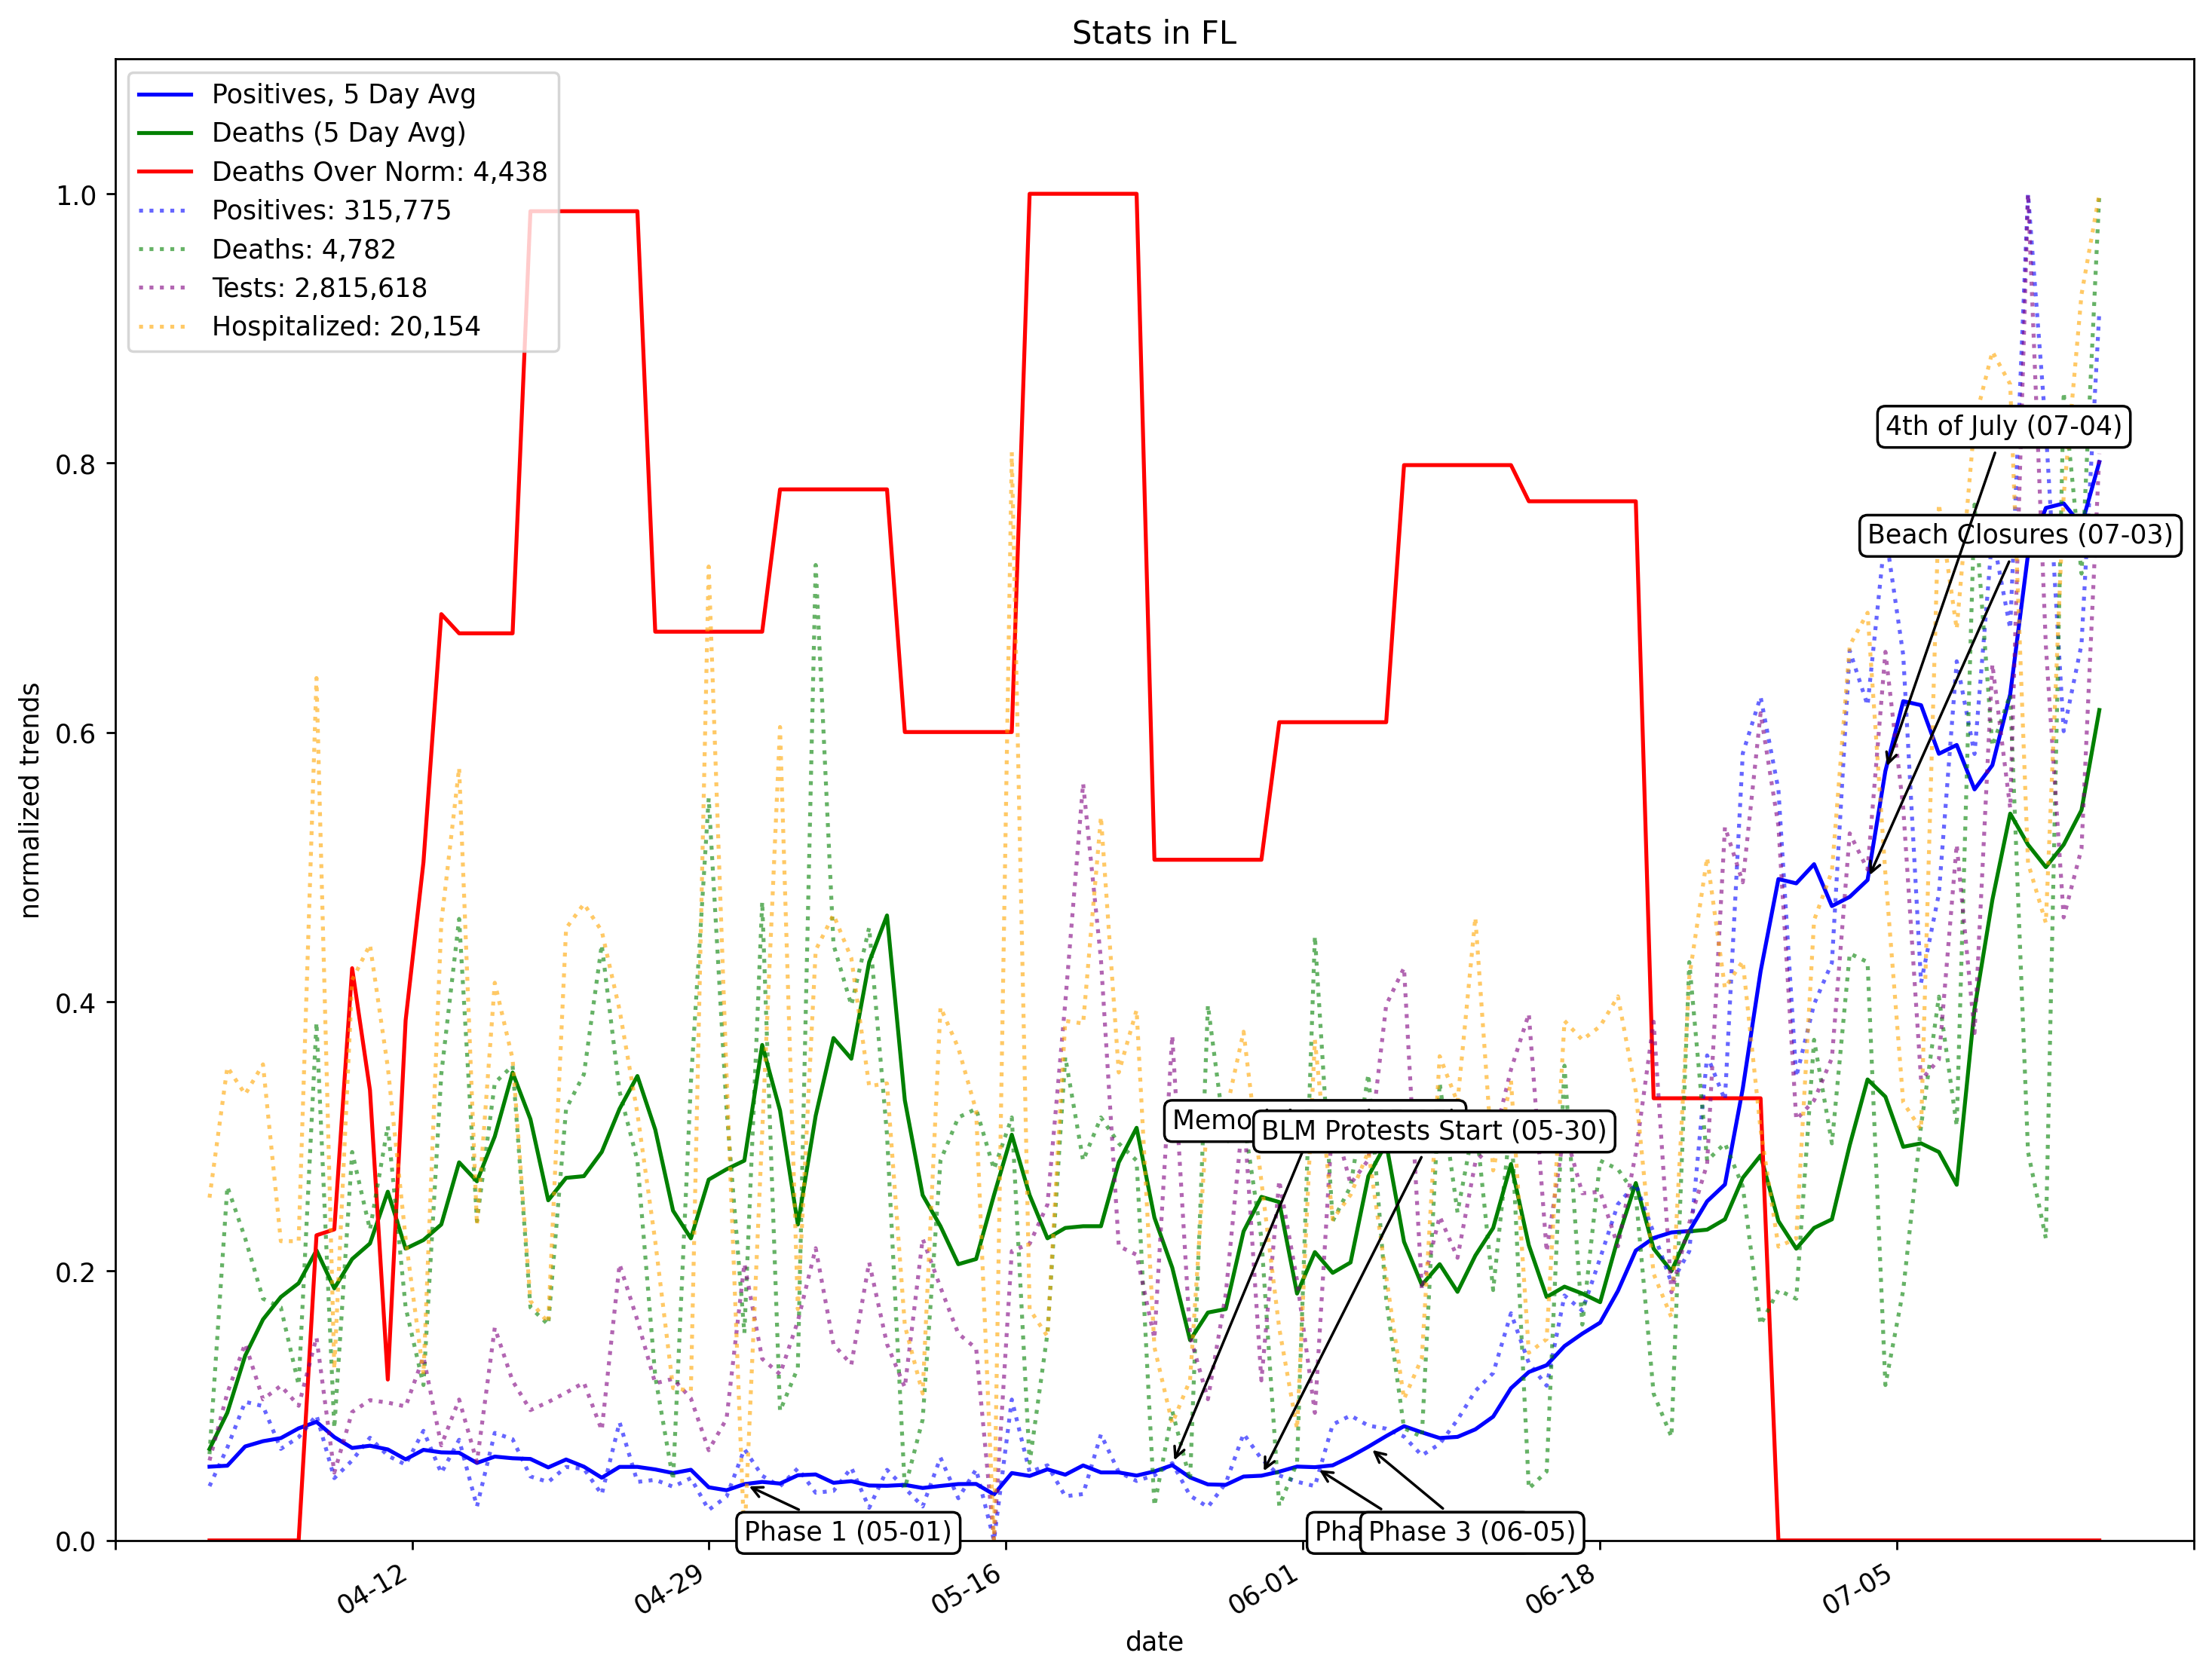 Stats in FL
Positives, 5 Day Avg
Deaths (5 Day Avg)
Deaths Over Norm: 4,438
Positives: 315,775
Deaths: 4,782
Tests: 2,815,618
Hospitalized: 20,154
1.0
0.8
0.6
0.4
0.2
0.0
normalized trends
4th of July (07-04)
Beach Closures (07-03)
BLM Protests Start (05-30)
Phase 1 (05-01)
Phase 3 (06-05)
04-12
04-29
05-16
06-01
06-18
07-05
date